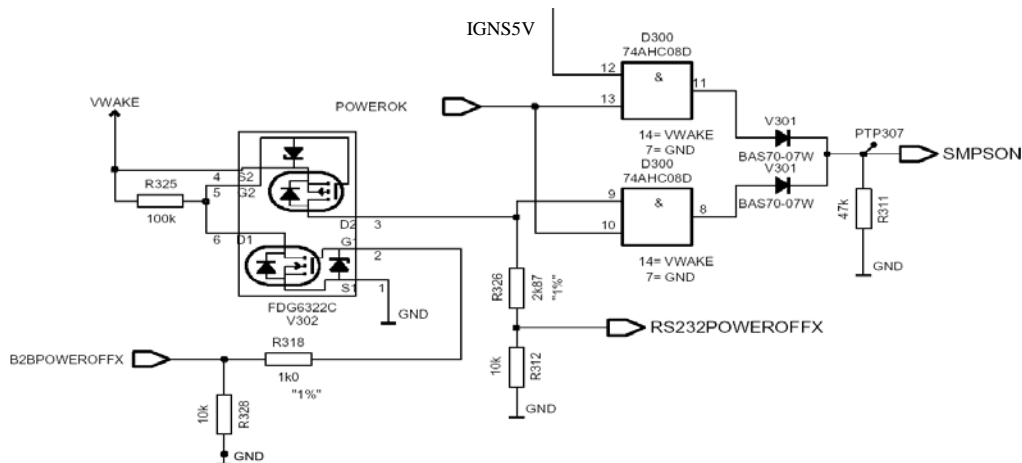 IGNS5V
D300
74AHC08D
12
&
11
13
POWEROK
14= VWAKE
7= GND
V301
BAS70-07W
V301
BAS70-07W
PTP307
SMPSON
47k
R311
GND
D300
74AHC08D
9
&
8
10
14= VWAKE
7= GND
VWAKE
R325
100k
4
S2
5
G2
6
D1
D2
3
G1
2
S1
1
GND
FDG6322C
V302
R326
2k87
"1%"
RS232POWEROFFX
10k
R312
GND
B2BPOWEROFFX
R318
1k0
"1%"
10k
R328
GND